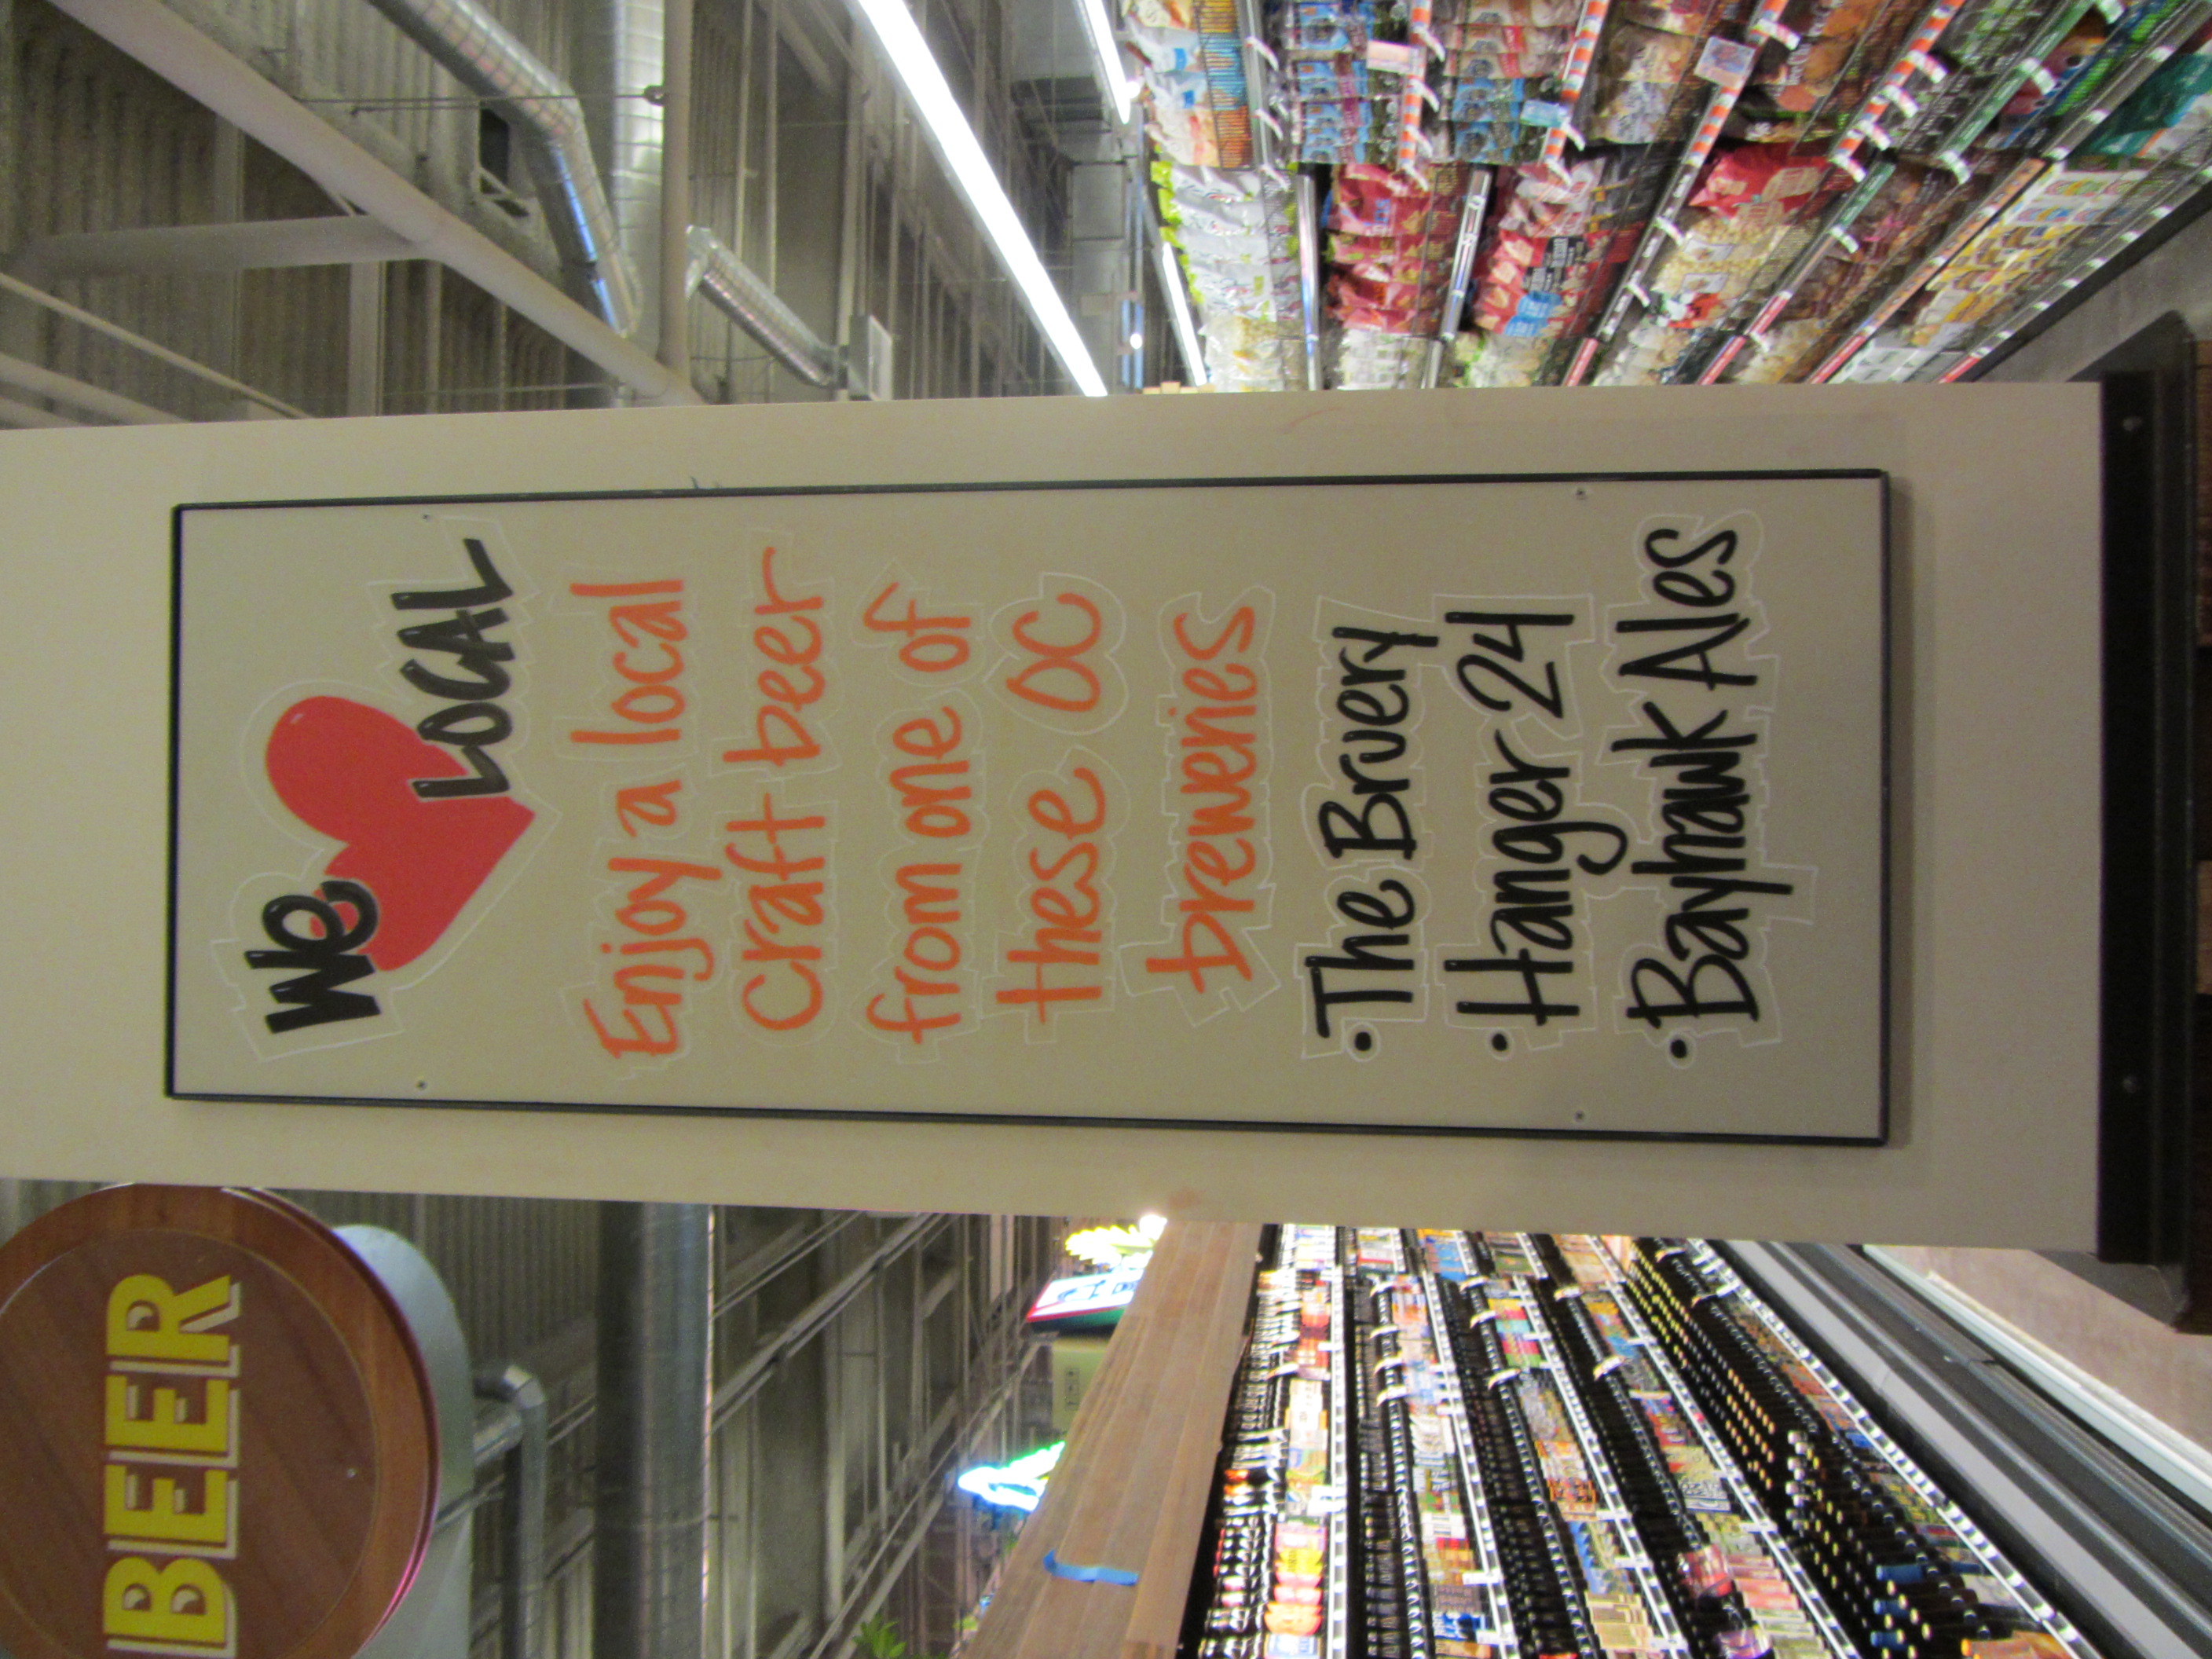 We
LOCAL
Enjoy a local
craft beer
from one of
these OC
breweries
• The Bruery
• Hanger 24
• Bayhawk Ales
BEER